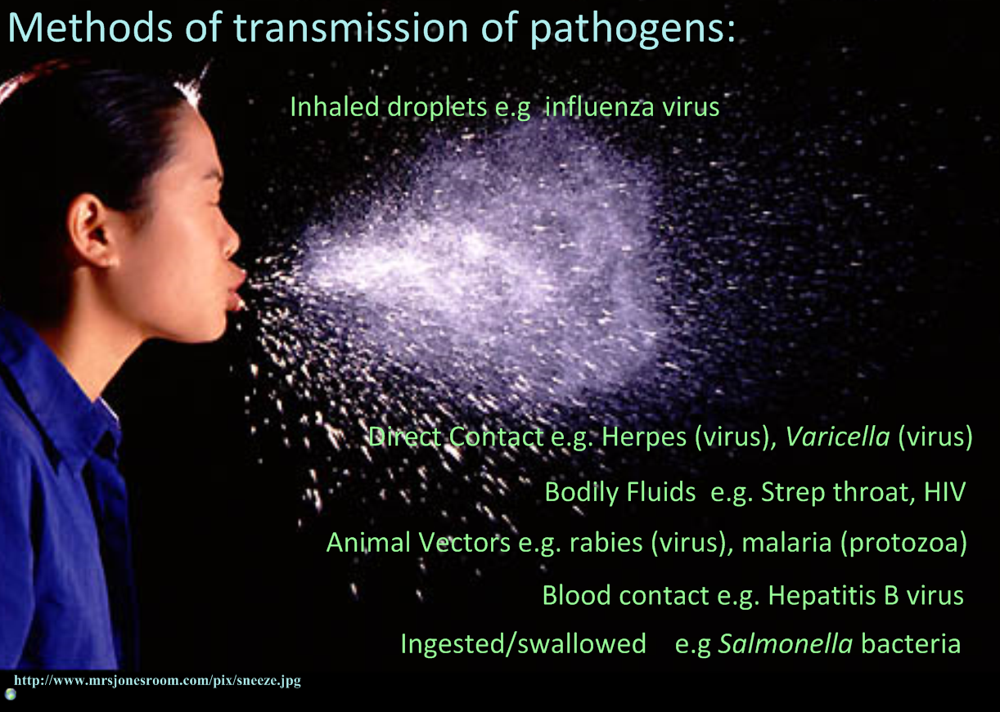 Methods of transmission of pathogens:
Inhaled droplets e.g  influenza virus
Direct Contact e.g. Herpes (virus), Varicella (virus)
Bodily Fluids  e.g. Strep throat, HIV
Animal Vectors e.g. rabies (virus), malaria (protozoa)
Blood contact e.g. Hepatitis B virus
Ingested/swallowed    e.g Salmonella bacteria
http://www.mrsjonesroom.com/pix/sneeze.jpg